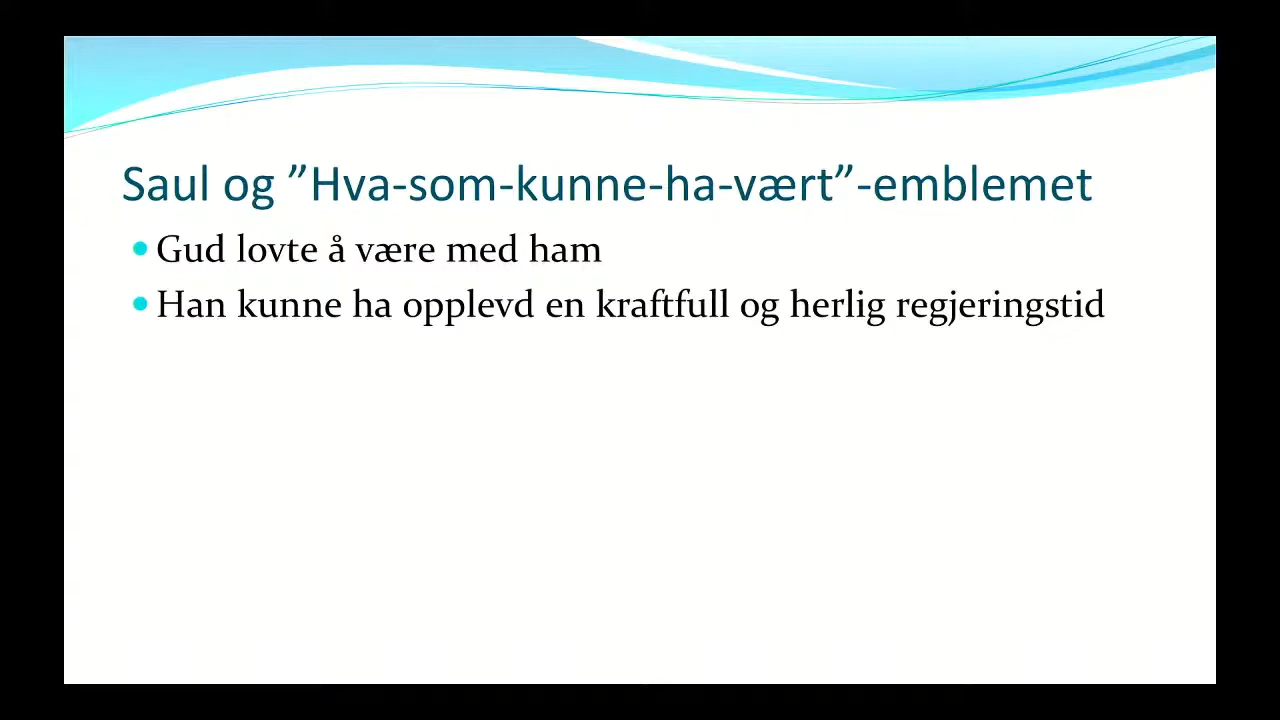 Saul og ”Hva-som-kunne-ha-vært”-emblemet
Gud lovte å være med ham
Han kunne ha opplevd en kraftfull og herlig regjeringstid